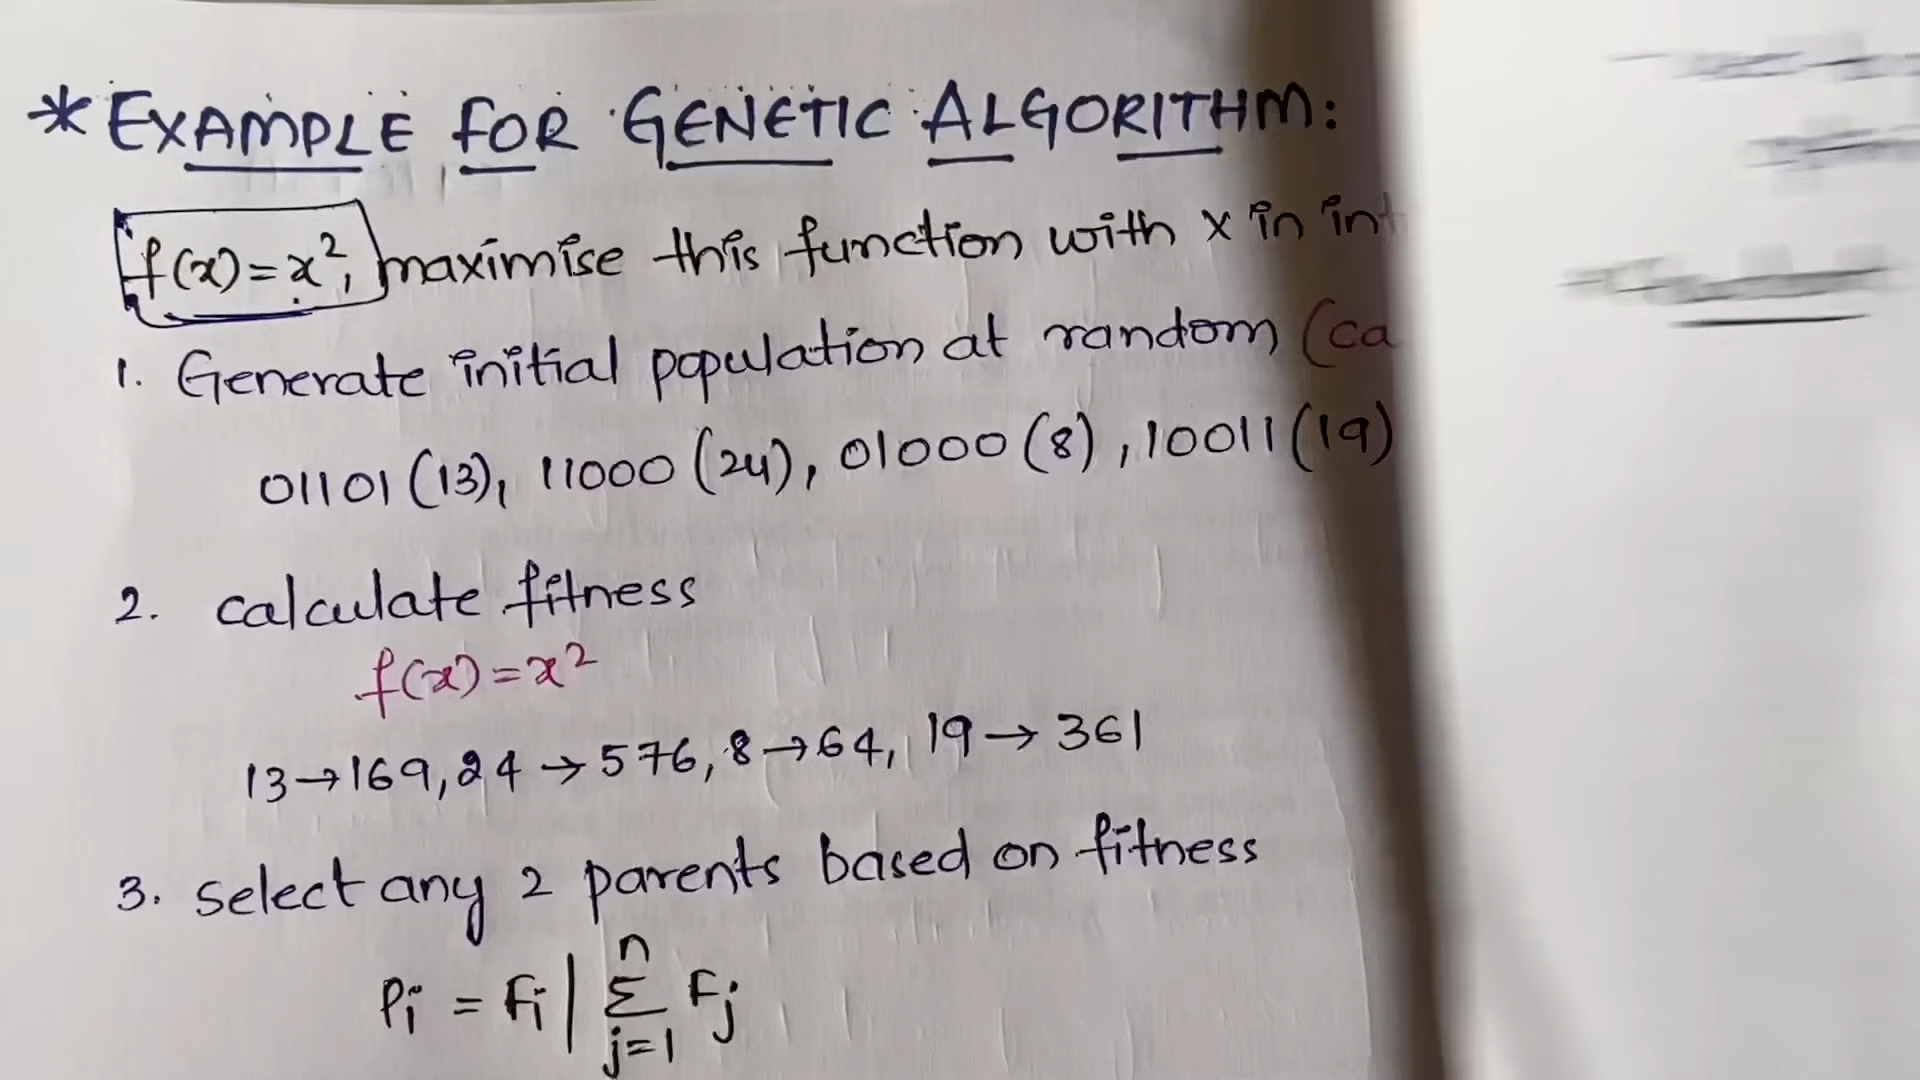 * EXAMPLE FOR GENETIC ALGORITHM:
f(x)=x², maximise this function with x in
1. Generate initial population at random (ca
01101(13), 11000(24), 01000(8), 10011(19)
2. calculate fitness
f(x)=x²
13→169, 24→576, 8→64, 19→361
3. select any 2 parents based on fitness
n
Pi = Fi | Σ Fj
j=1